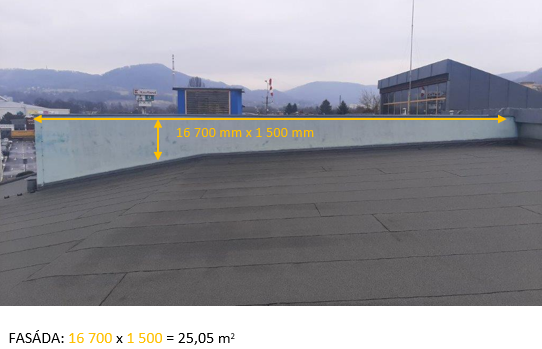 16 700 mm x 1 500 mm
FASÁDA: 16 700 x 1 500 = 25,05 m²